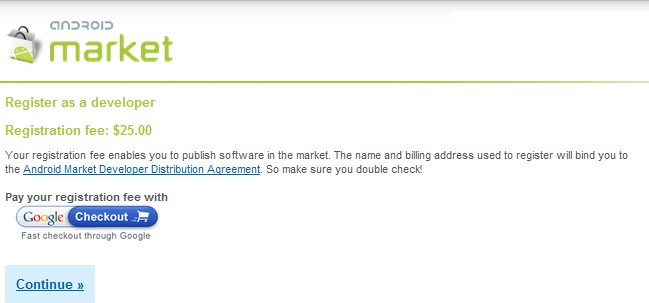 ANDROID
market
Register as a developer
Registration fee: $25.00
Your registration fee enables you to publish software in the market. The name and billing address used to register will bind you to
the Android Market Developer Distribution Agreement. So make sure you double check!
Pay your registration fee with
Google Checkout
Fast checkout through Google
Continue »